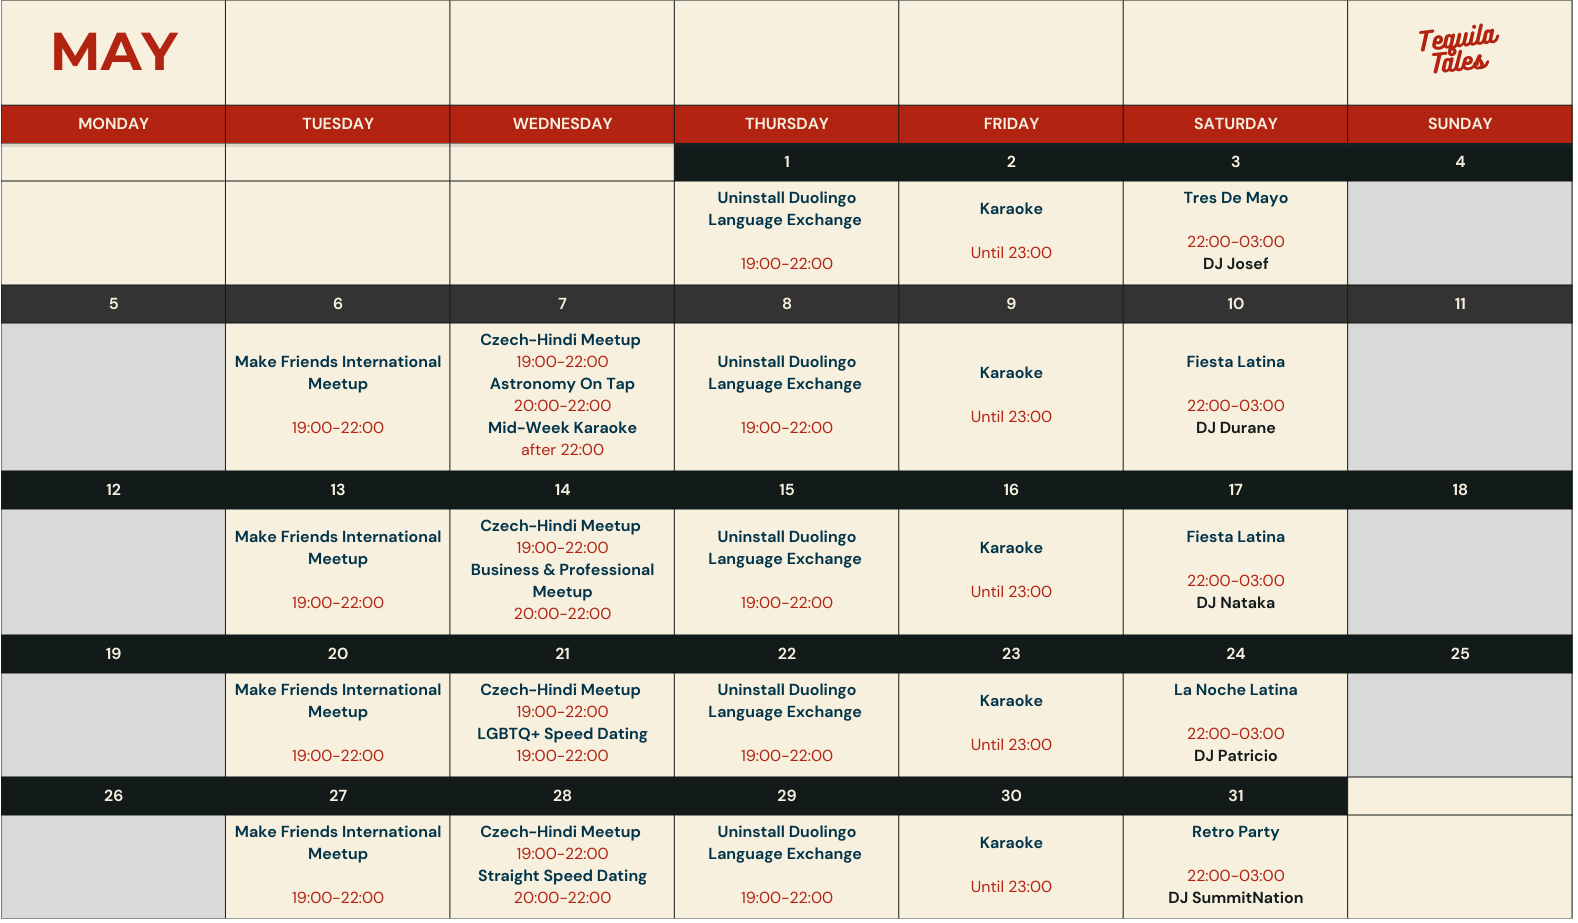 MAY
Tequila
Tales
MONDAY TUESDAY WEDNESDAY THURSDAY FRIDAY SATURDAY SUNDAY
1 2 3 4
Uninstall Duolingo
Language Exchange
19:00-22:00
Karaoke
Until 23:00
Tres De Mayo
22:00-03:00
DJ Josef
5 6 7 8 9 10 11
Make Friends International
Meetup
19:00-22:00
Czech-Hindi Meetup
19:00-22:00
Astronomy On Tap
20:00-22:00
Mid-Week Karaoke
after 22:00
Uninstall Duolingo
Language Exchange
19:00-22:00
Karaoke
Until 23:00
Fiesta Latina
22:00-03:00
DJ Durane
12 13 14 15 16 17 18
Make Friends International
Meetup
19:00-22:00
Czech-Hindi Meetup
19:00-22:00
Business & Professional
Meetup
20:00-22:00
Uninstall Duolingo
Language Exchange
19:00-22:00
Karaoke
Until 23:00
Fiesta Latina
22:00-03:00
DJ Nataka
19 20 21 22 23 24 25
Make Friends International
Meetup
19:00-22:00
Czech-Hindi Meetup
19:00-22:00
LGBTQ+ Speed Dating
19:00-22:00
Uninstall Duolingo
Language Exchange
19:00-22:00
Karaoke
Until 23:00
La Noche Latina
22:00-03:00
DJ Patricio
26 27 28 29 30 31
Make Friends International
Meetup
19:00-22:00
Czech-Hindi Meetup
19:00-22:00
Straight Speed Dating
20:00-22:00
Uninstall Duolingo
Language Exchange
19:00-22:00
Karaoke
Until 23:00
Retro Party
22:00-03:00
DJ SummitNation